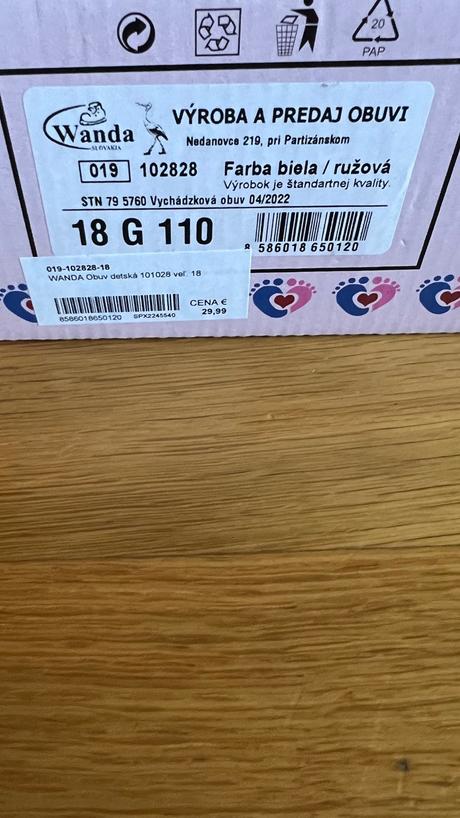 20
PAP
Wanda
SLOVAKIA
VÝROBA A PREDAJ OBUVI
Nedanovce 219, pri Partizánskom
019 102828 Farba biela / ružová
Výrobok je štandartnej kvality.
STN 79 5760 Vychádzková obuv 04/2022
18 G 110
8 586018 650120
019-102828-18
WANDA Obuv detská 101028 veľ. 18
CENA €
29,99
8586018650120 SPX2245540